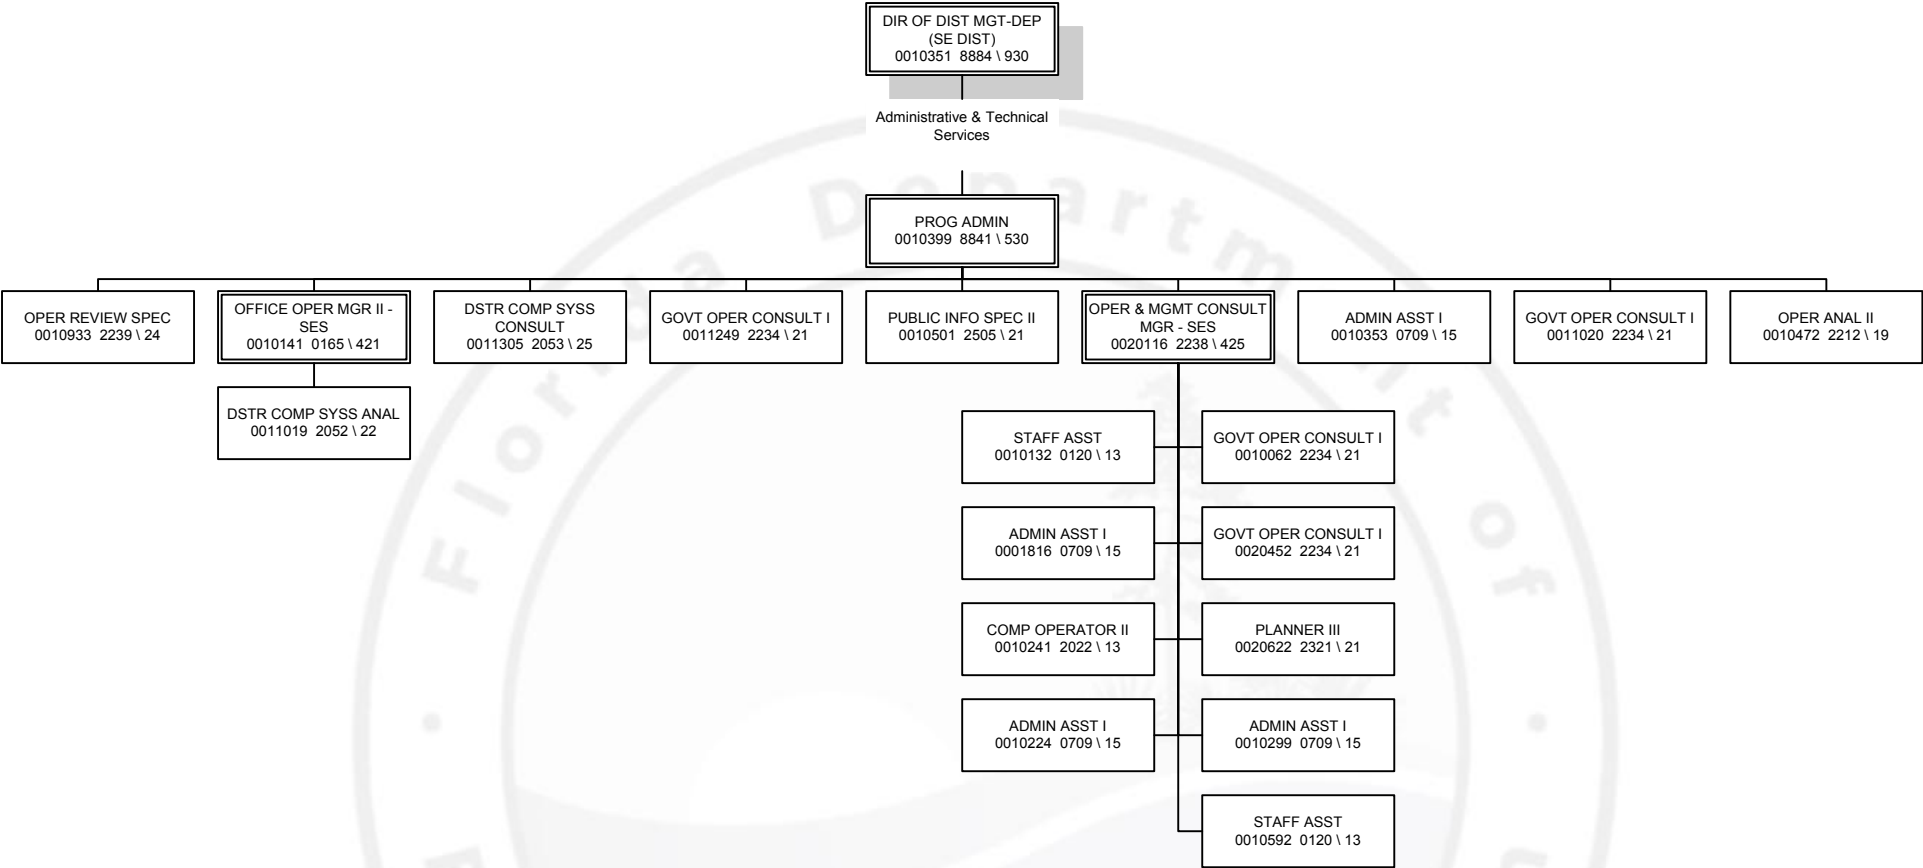 DIR OF DIST MGT-DEP
(SE DIST)
0010351 8884 \ 930
Administrative & Technical
Services
PROG ADMIN
0010399 8841 \ 530
OPER REVIEW SPEC
0010933 2239 \ 24
OFFICE OPER MGR II -
SES
0010141 0165 \ 421
DSTR COMP SYSS
CONSULT
0011305 2053 \ 25
GOVT OPER CONSULT I
0011249 2234 \ 21
PUBLIC INFO SPEC II
0010501 2505 \ 21
OPER & MGMT CONSULT
MGR - SES
0020116 2238 \ 425
ADMIN ASST I
0010353 0709 \ 15
GOVT OPER CONSULT I
0011020 2234 \ 21
OPER ANAL II
0010472 2212 \ 19
DSTR COMP SYSS ANAL
0011019 2052 \ 22
STAFF ASST
0010132 0120 \ 13
GOVT OPER CONSULT I
0010062 2234 \ 21
ADMIN ASST I
0001816 0709 \ 15
GOVT OPER CONSULT I
0020452 2234 \ 21
COMP OPERATOR II
0010241 2022 \ 13
PLANNER III
0020622 2321 \ 21
ADMIN ASST I
0010224 0709 \ 15
ADMIN ASST I
0010299 0709 \ 15
STAFF ASST
0010592 0120 \ 13
Florida Department of